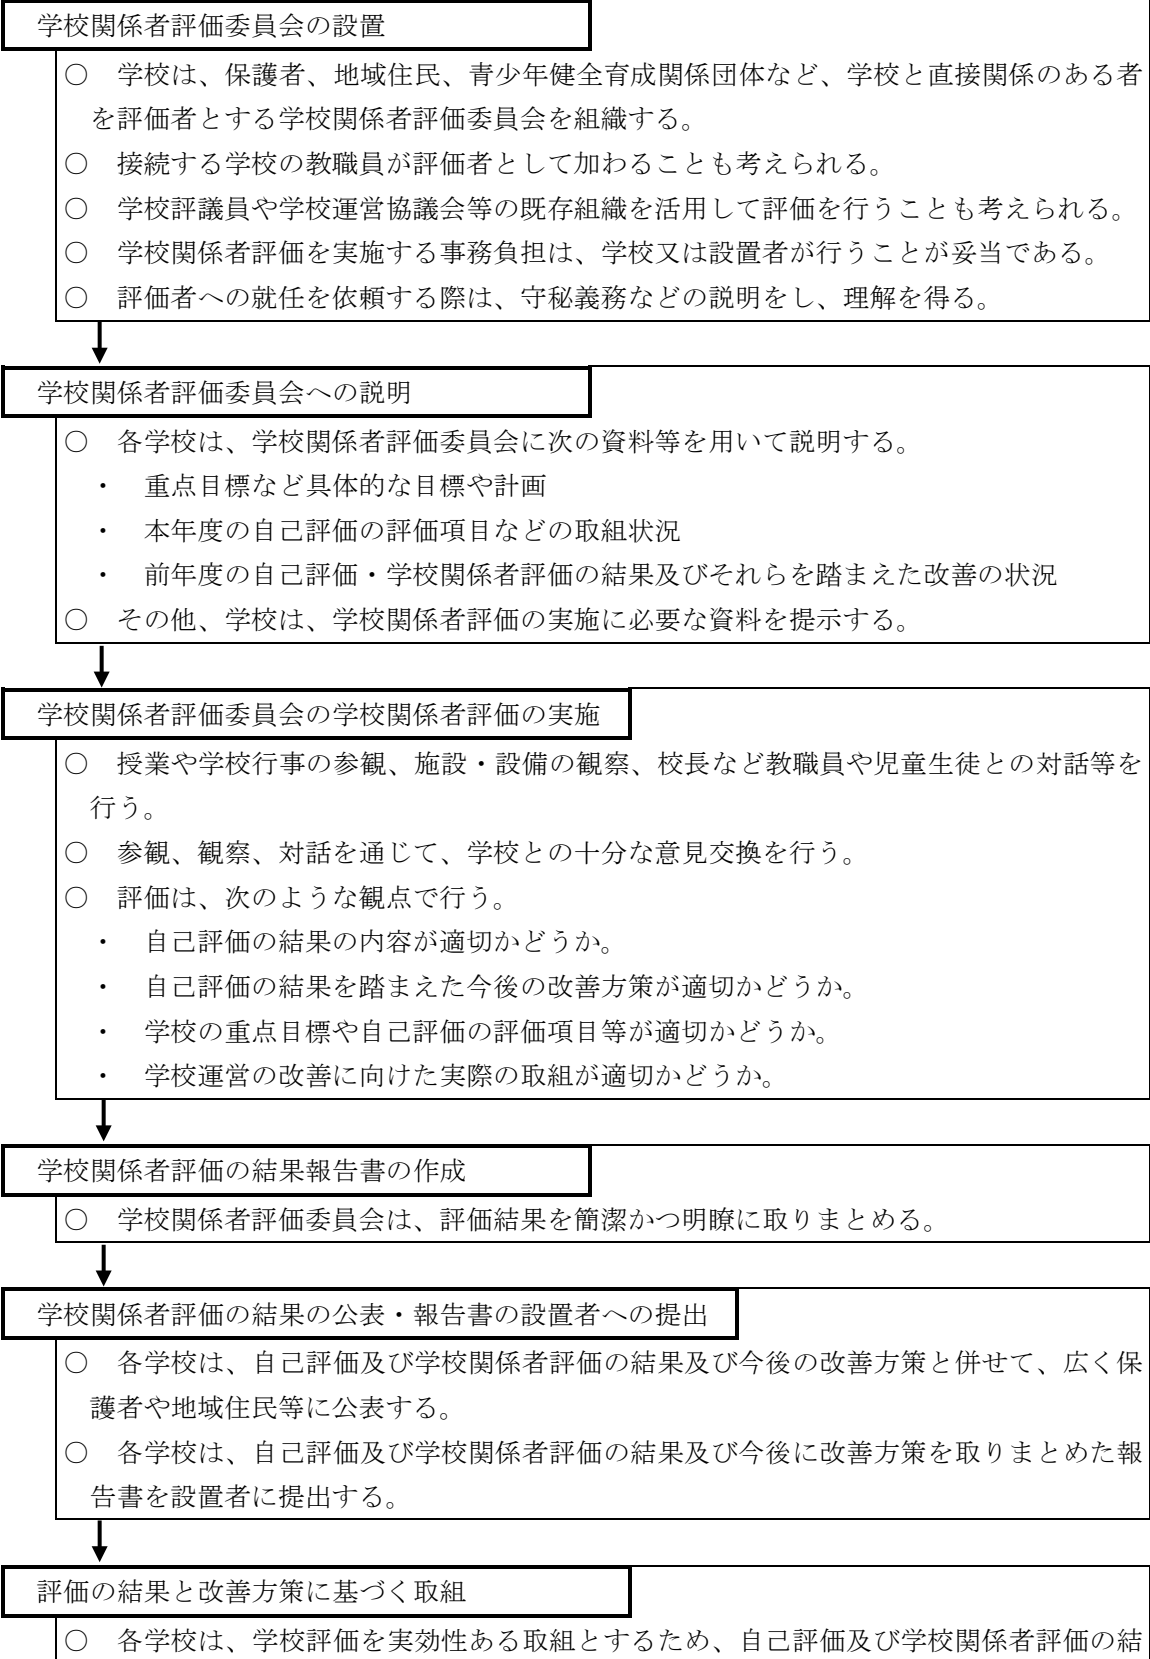 学校関係者評価委員会の設置
○　学校は、保護者、地域住民、青少年健全育成関係団体など、学校と直接関係のある者
を評価者とする学校関係者評価委員会を組織する。
○　接続する学校の教職員が評価者として加わることも考えられる。
○　学校評議員や学校運営協議会等の既存組織を活用して評価を行うことも考えられる。
○　学校関係者評価を実施する事務負担は、学校又は設置者が行うことが妥当である。
○　評価者への就任を依頼する際は、守秘義務などの説明をし、理解を得る。
学校関係者評価委員会への説明
○　各学校は、学校関係者評価委員会に次の資料等を用いて説明する。
・　重点目標など具体的な目標や計画
・　本年度の自己評価の評価項目などの取組状況
・　前年度の自己評価・学校関係者評価の結果及びそれらを踏まえた改善の状況
○　その他、学校は、学校関係者評価の実施に必要な資料を提示する。
学校関係者評価委員会の学校関係者評価の実施
○　授業や学校行事の参観、施設・設備の観察、校長など教職員や児童生徒との対話等を
行う。
○　参観、観察、対話を通じて、学校との十分な意見交換を行う。
○　評価は、次のような観点で行う。
・　自己評価の結果の内容が適切かどうか。
・　自己評価の結果を踏まえた今後の改善方策が適切かどうか。
・　学校の重点目標や自己評価の評価項目等が適切かどうか。
・　学校運営の改善に向けた実際の取組が適切かどうか。
学校関係者評価の結果報告書の作成
○　学校関係者評価委員会は、評価結果を簡潔かつ明瞭に取りまとめる。
学校関係者評価の結果の公表・報告書の設置者への提出
○　各学校は、自己評価及び学校関係者評価の結果及び今後の改善方策と併せて、広く保
護者や地域住民等に公表する。
○　各学校は、自己評価及び学校関係者評価の結果及び今後に改善方策を取りまとめた報
告書を設置者に提出する。
評価の結果と改善方策に基づく取組
○　各学校は、学校評価を実効性ある取組とするため、自己評価及び学校関係者評価の結